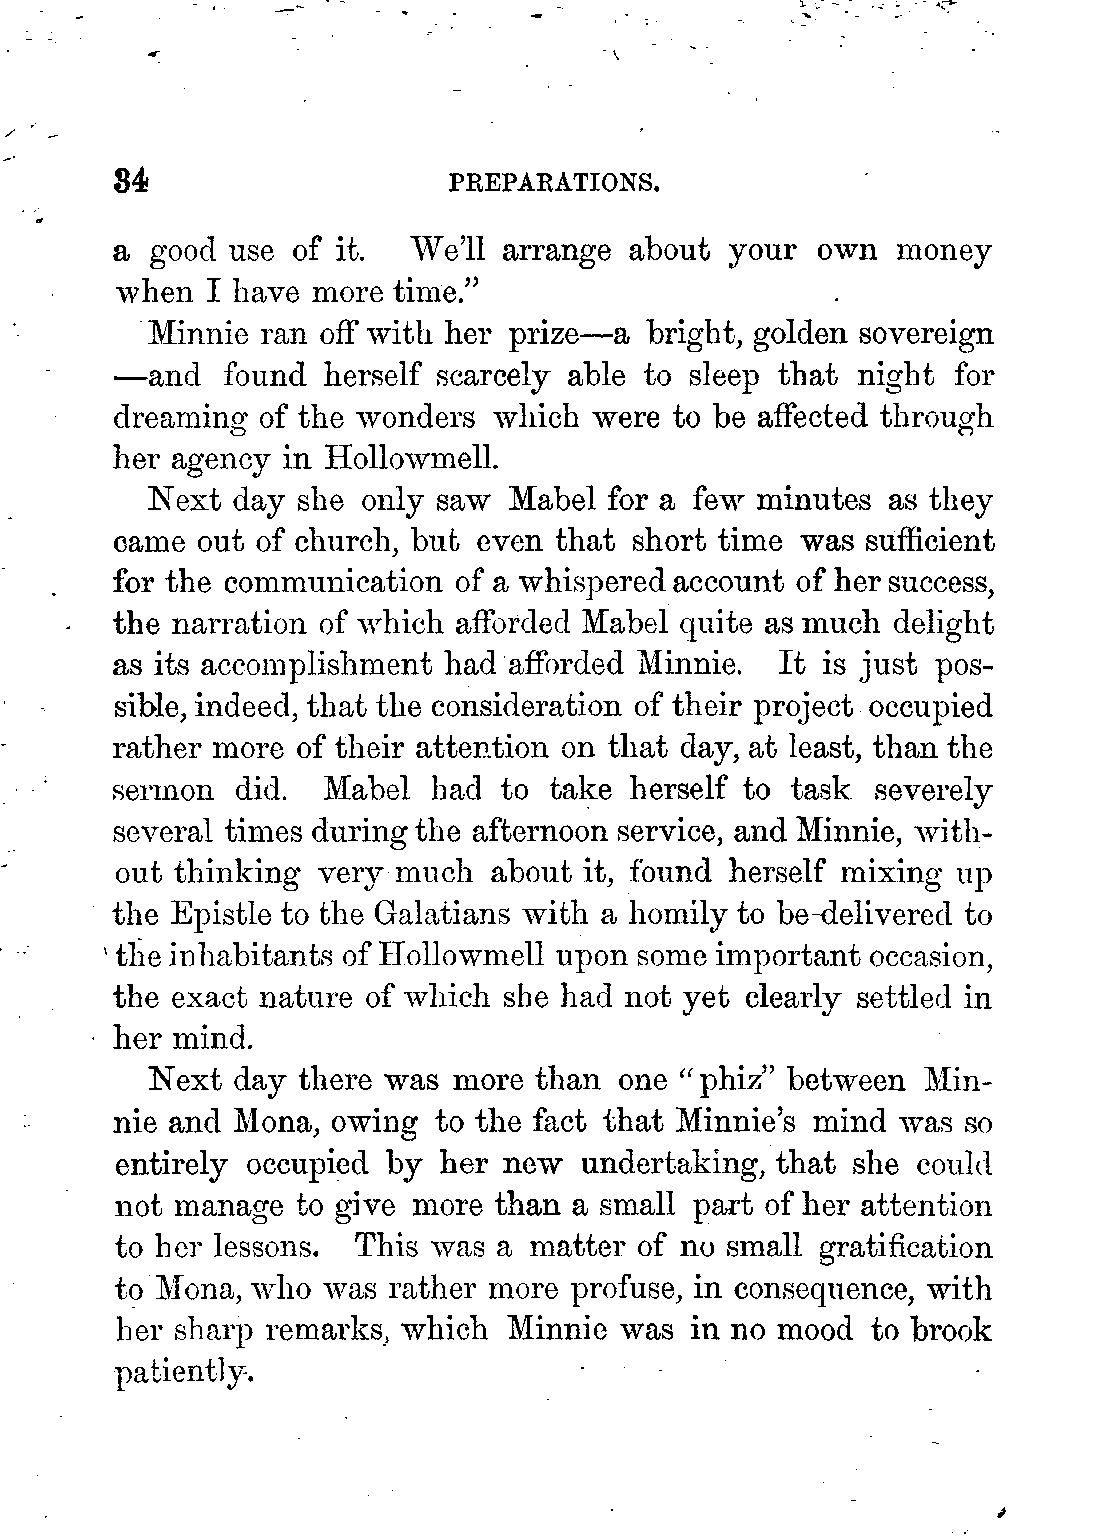 34 PREPARATIONS.
a good use of it. We'll arrange about your own money
when I have more time."
Minnie ran off with her prize—a bright, golden sovereign
—and found herself scarcely able to sleep that night for
dreaming of the wonders which were to be affected through
her agency in Hollowmell.
Next day she only saw Mabel for a few minutes as they
came out of church, but even that short time was sufficient
for the communication of a whispered account of her success,
the narration of which afforded Mabel quite as much delight
as its accomplishment had afforded Minnie. It is just pos-
sible, indeed, that the consideration of their project occupied
rather more of their attention on that day, at least, than the
sermon did. Mabel had to take herself to task severely
several times during the afternoon service, and Minnie, with-
out thinking very much about it, found herself mixing up
the Epistle to the Galatians with a homily to be delivered to
the inhabitants of Hollowmell upon some important occasion,
the exact nature of which she had not yet clearly settled in
her mind.
Next day there was more than one "phiz" between Min-
nie and Mona, owing to the fact that Minnie's mind was so
entirely occupied by her new undertaking, that she could
not manage to give more than a small part of her attention
to her lessons. This was a matter of no small gratification
to Mona, who was rather more profuse, in consequence, with
her sharp remarks, which Minnie was in no mood to brook
patiently.